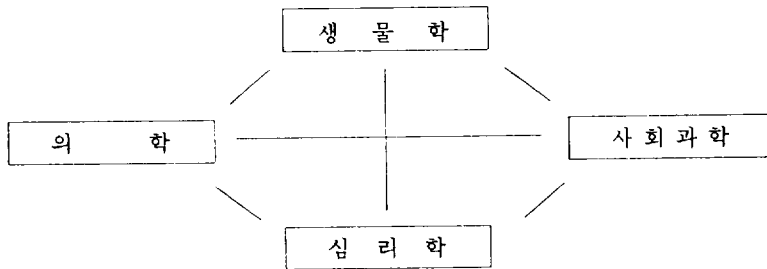 생 물 학
의 학
사 회 과 학
심 리 학